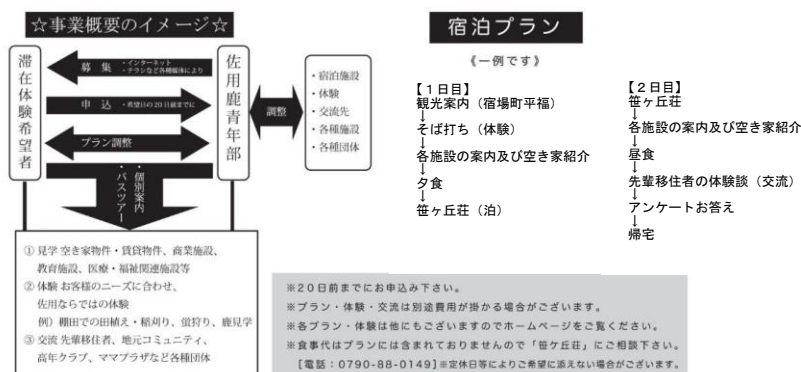 ☆事業概要のイメージ☆
滞在体験希望者
募 集
・インターネット
・チラシなど各種媒体により
申 込 ・希望日の20日前までに
プラン調整
・個別案内
・バスツアー
佐用鹿青年部
調整
・宿泊施設
・体験
・交流先
・各種施設
・各種団体
① 見学 空き家物件・賃貸物件、商業施設、
教育施設、医療・福祉関連施設等
② 体験 お客様のニーズに合わせ、
佐用ならではの体験
例）棚田での田植え・稲刈り、蛍狩り、鹿見学
③ 交流 先輩移住者、地元コミュニティ、
高年クラブ、ママプラザなど各種団体
宿泊プラン
《一例です》
【１日目】
観光案内（宿場町平福）
↓
そば打ち（体験）
↓
各施設の案内及び空き家紹介
↓
夕食
↓
笹ヶ丘荘（泊）
【２日目】
笹ヶ丘荘
↓
各施設の案内及び空き家紹介
↓
昼食
↓
先輩移住者の体験談（交流）
↓
アンケートお答え
↓
帰宅
※２０日前までにお申込み下さい。
※プラン・体験・交流は別途費用が掛かる場合がございます。
※各プラン・体験は他にもございますのでホームページをご覧ください。
※食事代はプランには含まれておりませんので「笹ケ丘荘」にご相談下さい。
［電話：0790-88-0149］※定休日等によりご希望に添えない場合がございます。